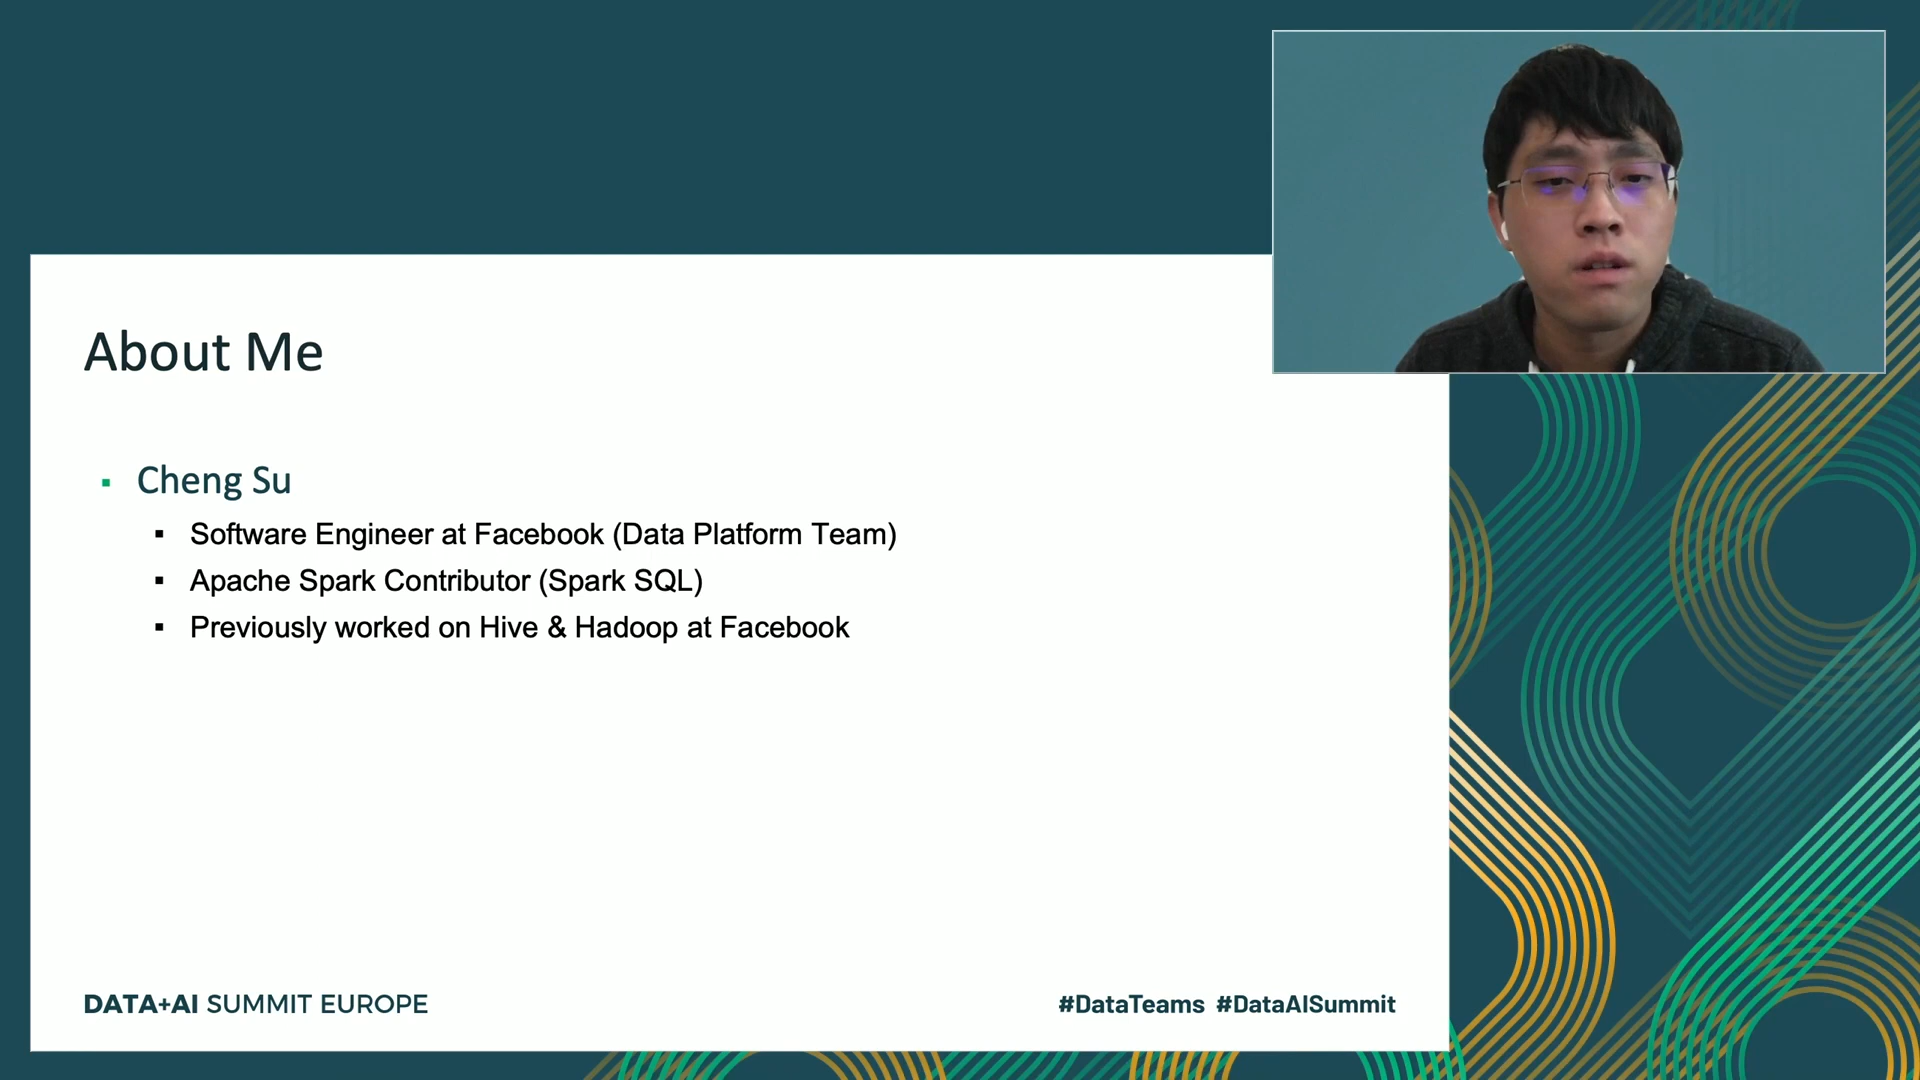 About Me
Cheng Su
Software Engineer at Facebook (Data Platform Team)
Apache Spark Contributor (Spark SQL)
Previously worked on Hive & Hadoop at Facebook
DATA+AI SUMMIT EUROPE
#DataTeams #DataAISummit